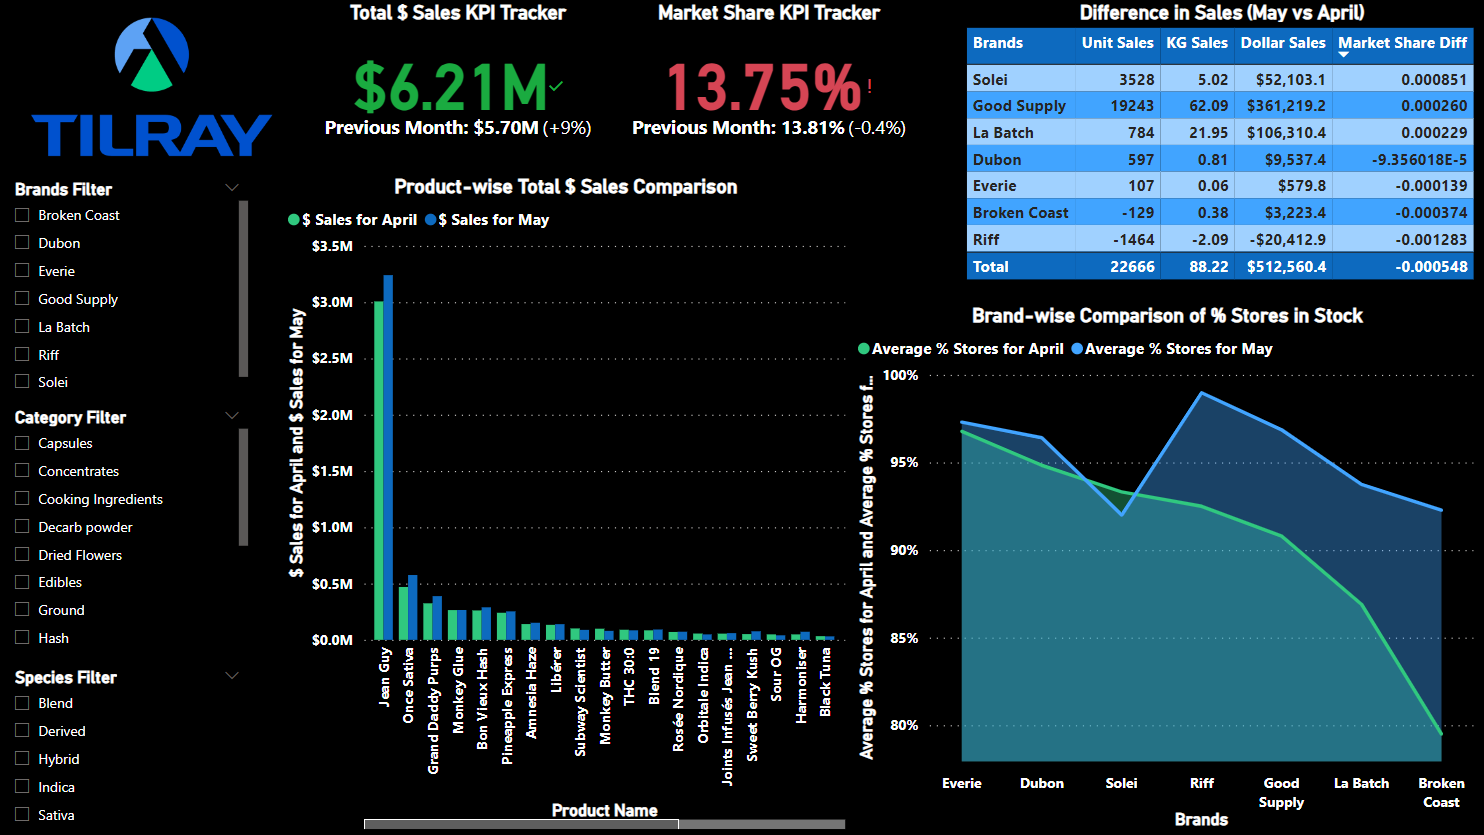 TILRAY
Total $ Sales KPI Tracker
$6.21M
Previous Month: $5.70M (+9%)
Market Share KPI Tracker
13.75%!
Previous Month: 13.81% (-0.4%)
Difference in Sales (May vs April)
Brands Unit Sales KG Sales Dollar Sales Market Share Diff
Solei 3528 5.02 $52,103.1 0.000851
Good Supply 19243 62.09 $361,219.2 0.000260
La Batch 784 21.95 $106,310.4 0.000229
Dubon 597 0.81 $9,537.4 -9.356018E-5
Everie 107 0.06 $579.8 -0.000139
Broken Coast -129 0.38 $3,223.4 -0.000374
Riff -1464 -2.09 -$20,412.9 -0.001283
Total 22666 88.22 $512,560.4 -0.000548
Brands Filter
Broken Coast
Dubon
Everie
Good Supply
La Batch
Riff
Solei
Category Filter
Capsules
Concentrates
Cooking Ingredients
Decarb powder
Dried Flowers
Edibles
Ground
Hash
Species Filter
Blend
Derived
Hybrid
Indica
Sativa
Product-wise Total $ Sales Comparison
$ Sales for April $ Sales for May
$ Sales for April and $ Sales for May
$3.5M
$3.0M
$2.5M
$2.0M
$1.5M
$1.0M
$0.5M
$0.0M
Jean Guy
Once Sativa
Grand Daddy Purps
Monkey Glue
Bon Vieux Hash
Pineapple Express
Amnesia Haze
Libérer
Subway Scientist
Monkey Butter
THC 30:0
Blend 19
Rosée Nordique
Orbitale Indica
Joints Infusés Jean ...
Sweet Berry Kush
Sour OG
Harmoniser
Black Tuna
Product Name
Brand-wise Comparison of % Stores in Stock
Average % Stores for April Average % Stores for May
Average % Stores for April and Average % Stores f...
100%
95%
90%
85%
80%
Everie
Dubon
Solei
Riff
Good
Supply
La Batch
Broken
Coast
Brands